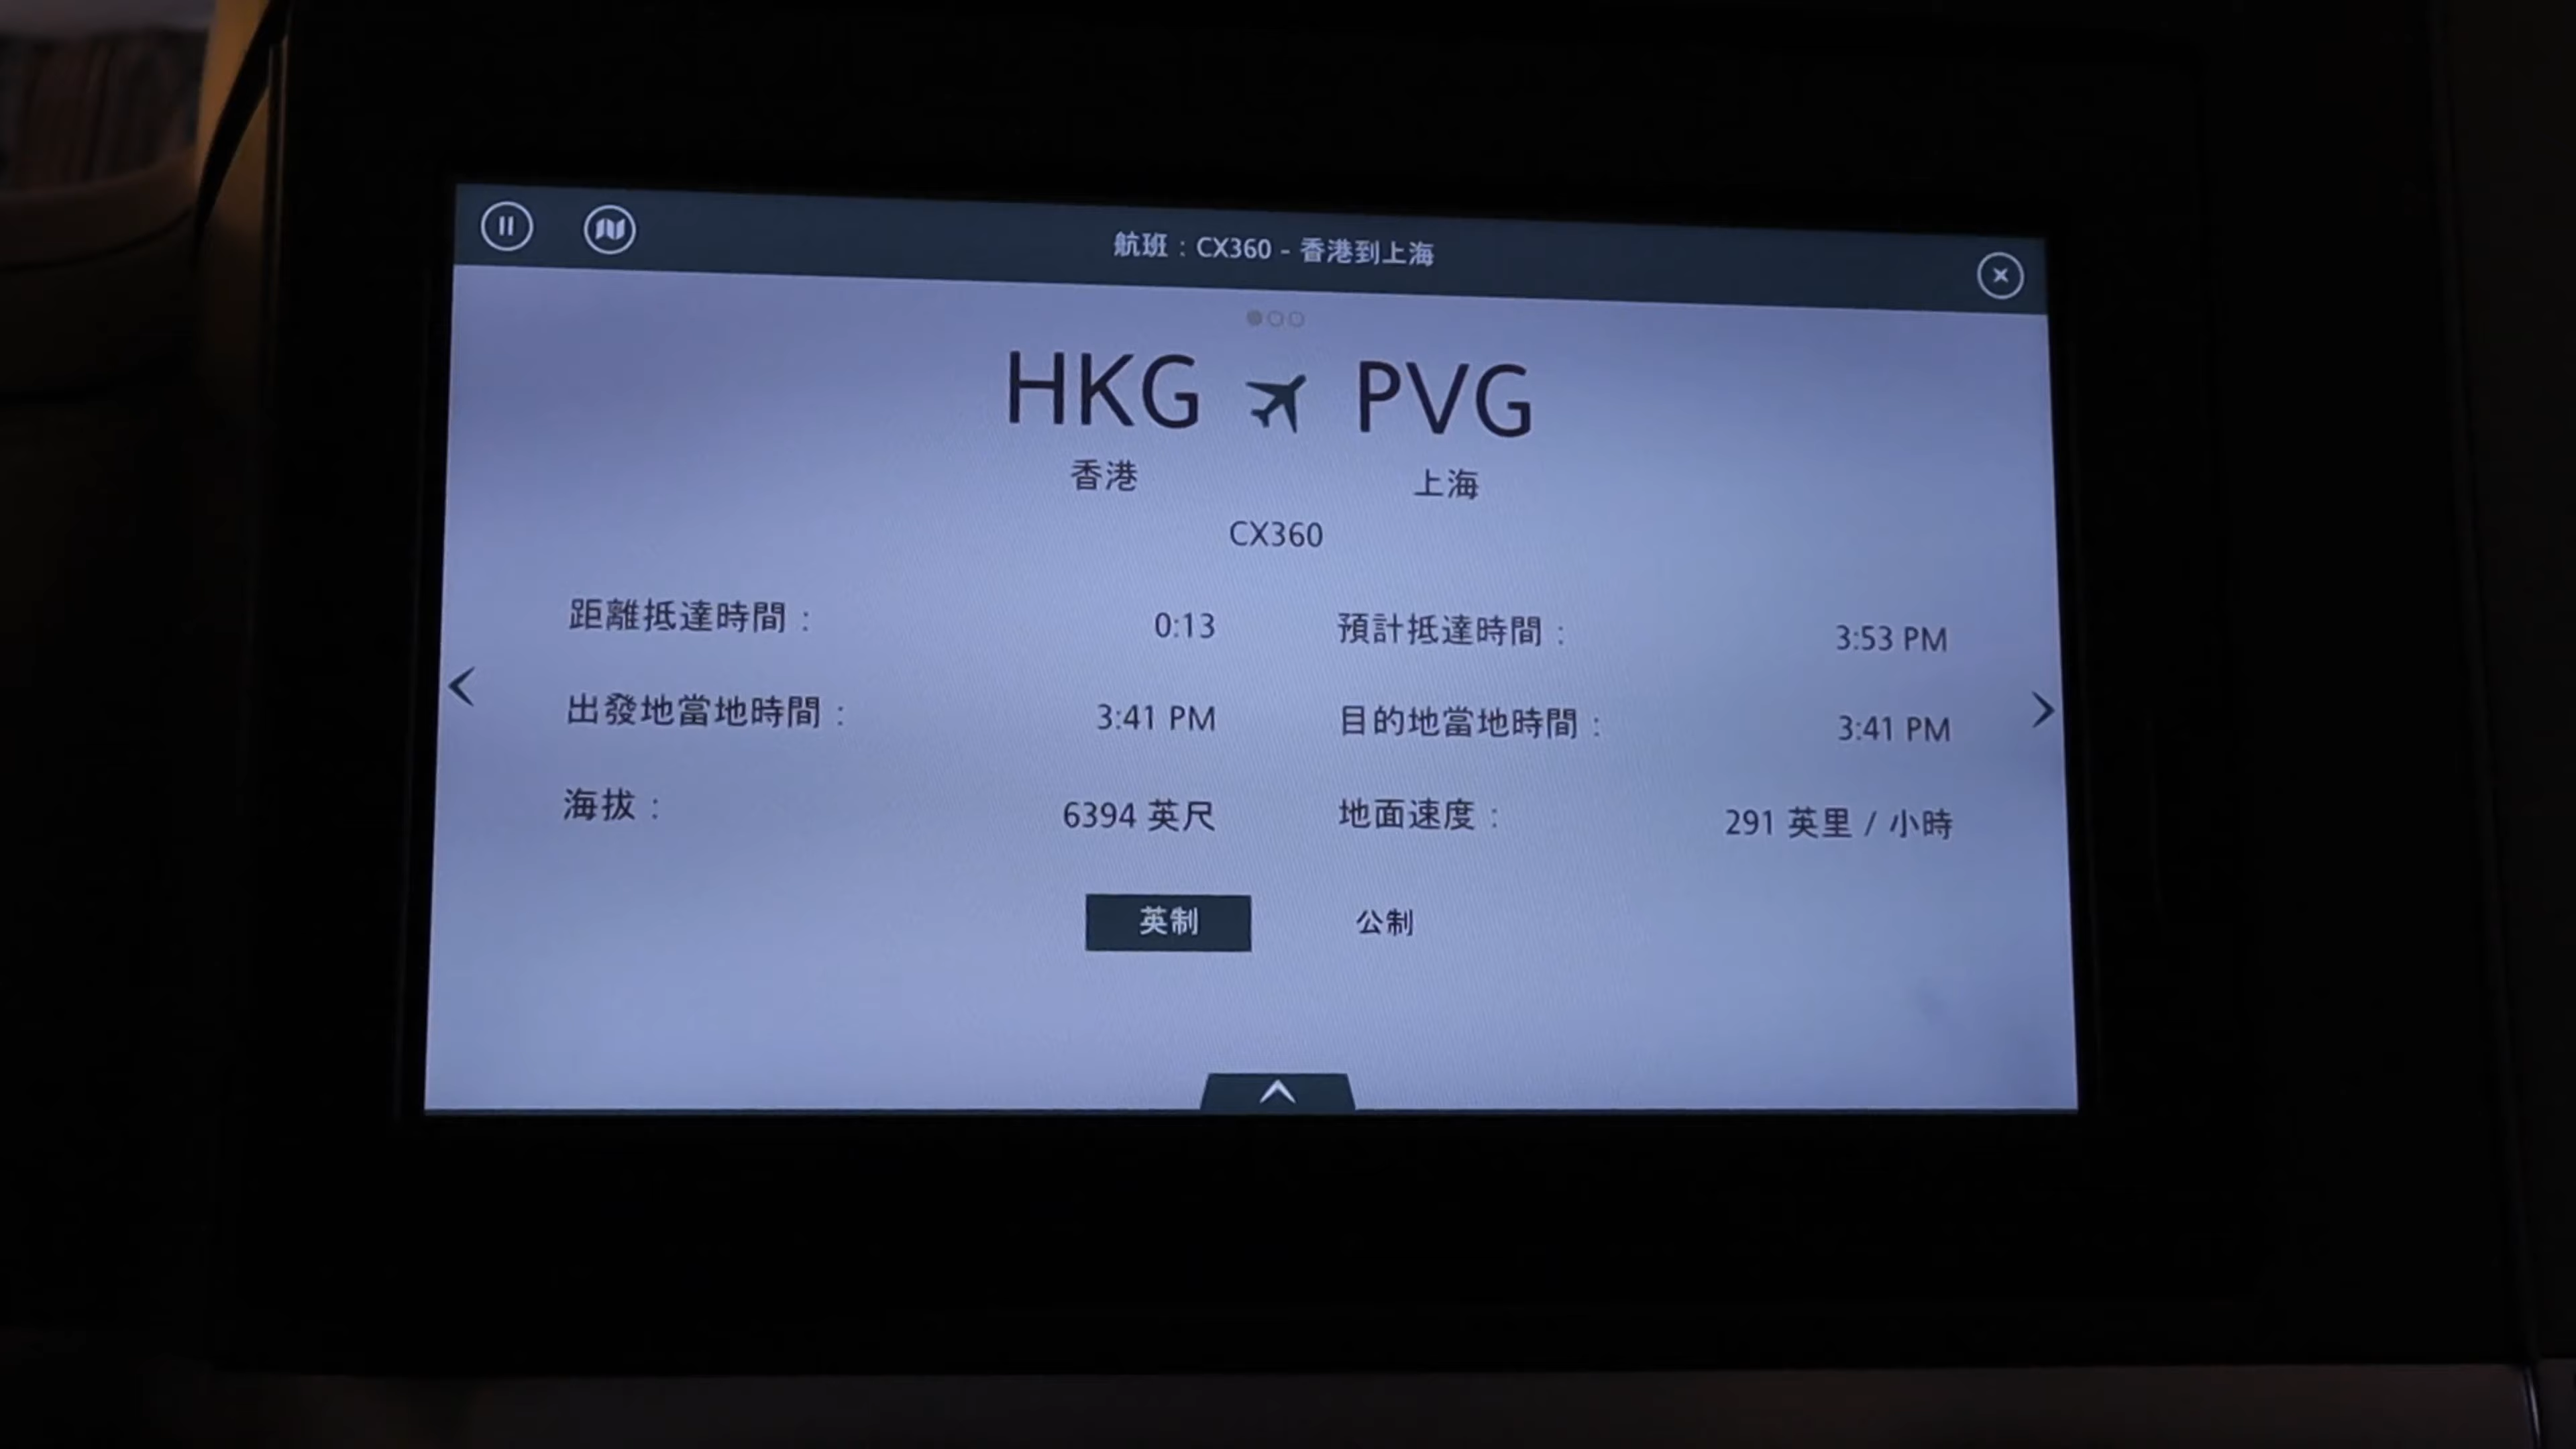 航班：CX360 - 香港到上海
HKG PVG
香港 上海
CX360
距離抵達時間： 0:13 預計抵達時間： 3:53 PM
出發地當地時間： 3:41 PM 目的地當地時間： 3:41 PM
海拔： 6394 英尺 地面速度： 291 英里 / 小時
英制 公制